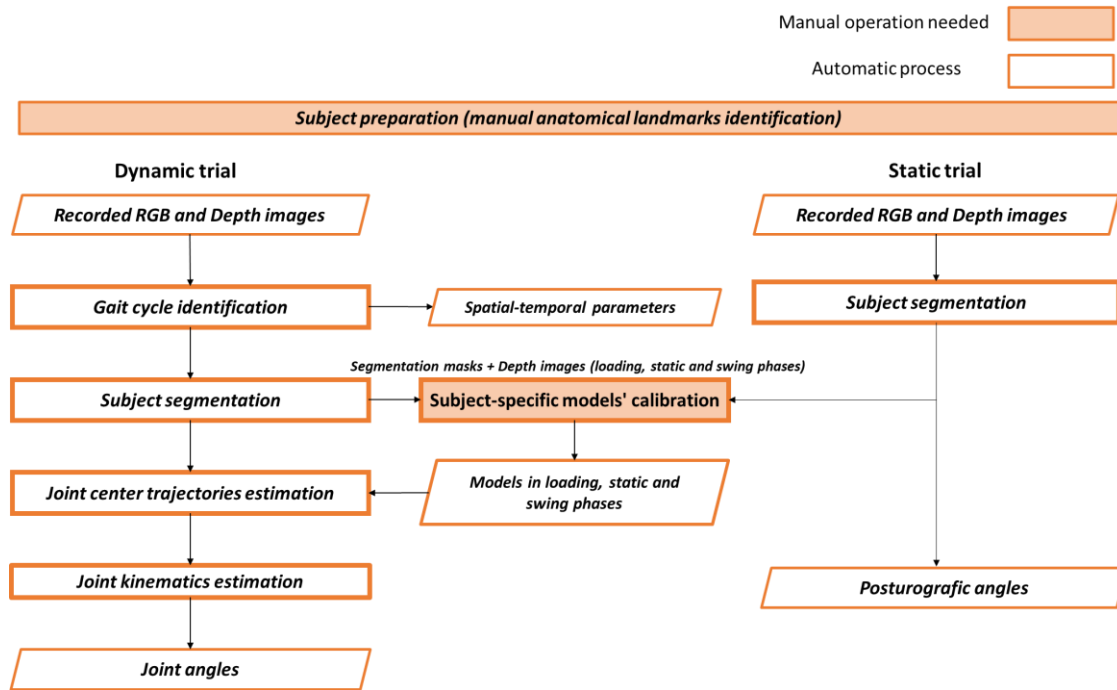 Manual operation needed
Automatic process
Subject preparation (manual anatomical landmarks identification)
Dynamic trial
Static trial
Recorded RGB and Depth images
Recorded RGB and Depth images
Gait cycle identification
Spatial-temporal parameters
Subject segmentation
Segmentation masks + Depth images (loading, static and swing phases)
Subject segmentation
Subject-specific models' calibration
Joint center trajectories estimation
Models in loading, static and
swing phases
Joint kinematics estimation
Posturografic angles
Joint angles